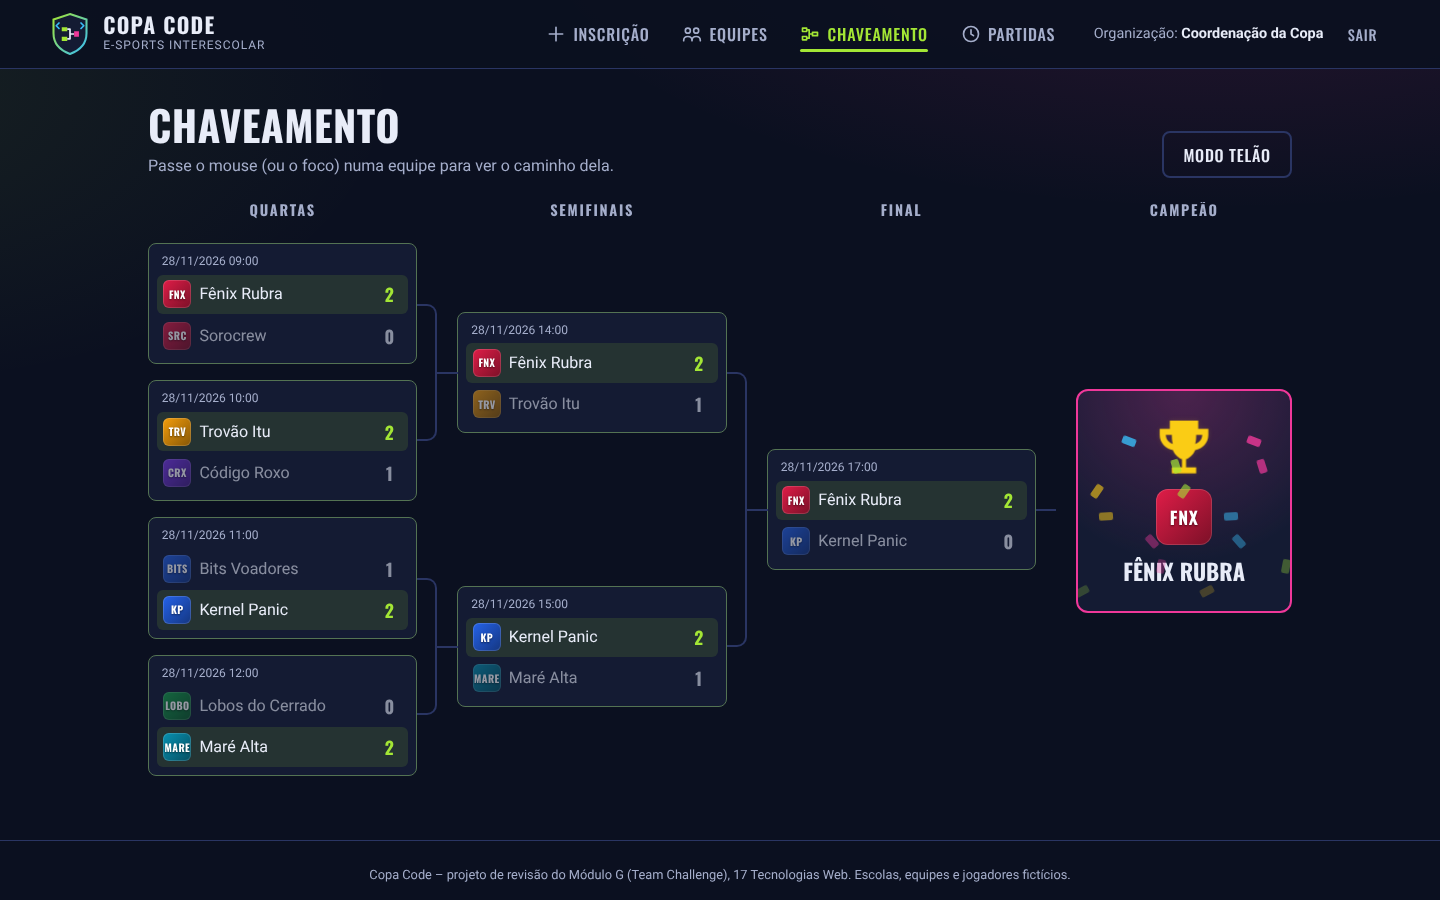 COPA CODE
E-SPORTS INTERESCOLAR
INSCRIÇÃO
EQUIPES
CHAVEAMENTO
PARTIDAS
Organização: Coordenação da Copa
SAIR
CHAVEAMENTO
Passe o mouse (ou o foco) numa equipe para ver o caminho dela.
MODO TELÃO
QUARTAS
SEMIFINAIS
FINAL
CAMPEÃO
28/11/2026 09:00
FNX Fênix Rubra 2
SRC Sorocrew 0
28/11/2026 10:00
TRV Trovão Itu 2
CRX Código Roxo 1
28/11/2026 11:00
BITS Bits Voadores 1
KP Kernel Panic 2
28/11/2026 12:00
LOBO Lobos do Cerrado 0
MARE Maré Alta 2
28/11/2026 14:00
FNX Fênix Rubra 2
TRV Trovão Itu 1
28/11/2026 15:00
KP Kernel Panic 2
MARE Maré Alta 1
28/11/2026 17:00
FNX Fênix Rubra 2
KP Kernel Panic 0
FNX
FÊNIX RUBRA
Copa Code – projeto de revisão do Módulo G (Team Challenge), 17 Tecnologias Web. Escolas, equipes e jogadores fictícios.